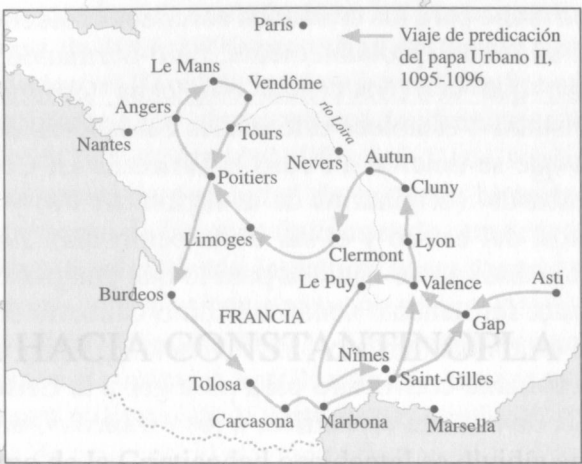 París
Viaje de predicación
del papa Urbano II,
1095-1096
Le Mans
Vendôme
Angers
Tours
río Loira
Nantes
Nevers
Autun
Poitiers
Cluny
Limoges
Clermont
Lyon
Le Puy
Valence
Asti
Burdeos
FRANCIA
Gap
HACIA CONSTANTINOPLA
Nîmes
Saint-Gilles
Tolosa
Carcasona
Narbona
Marsella